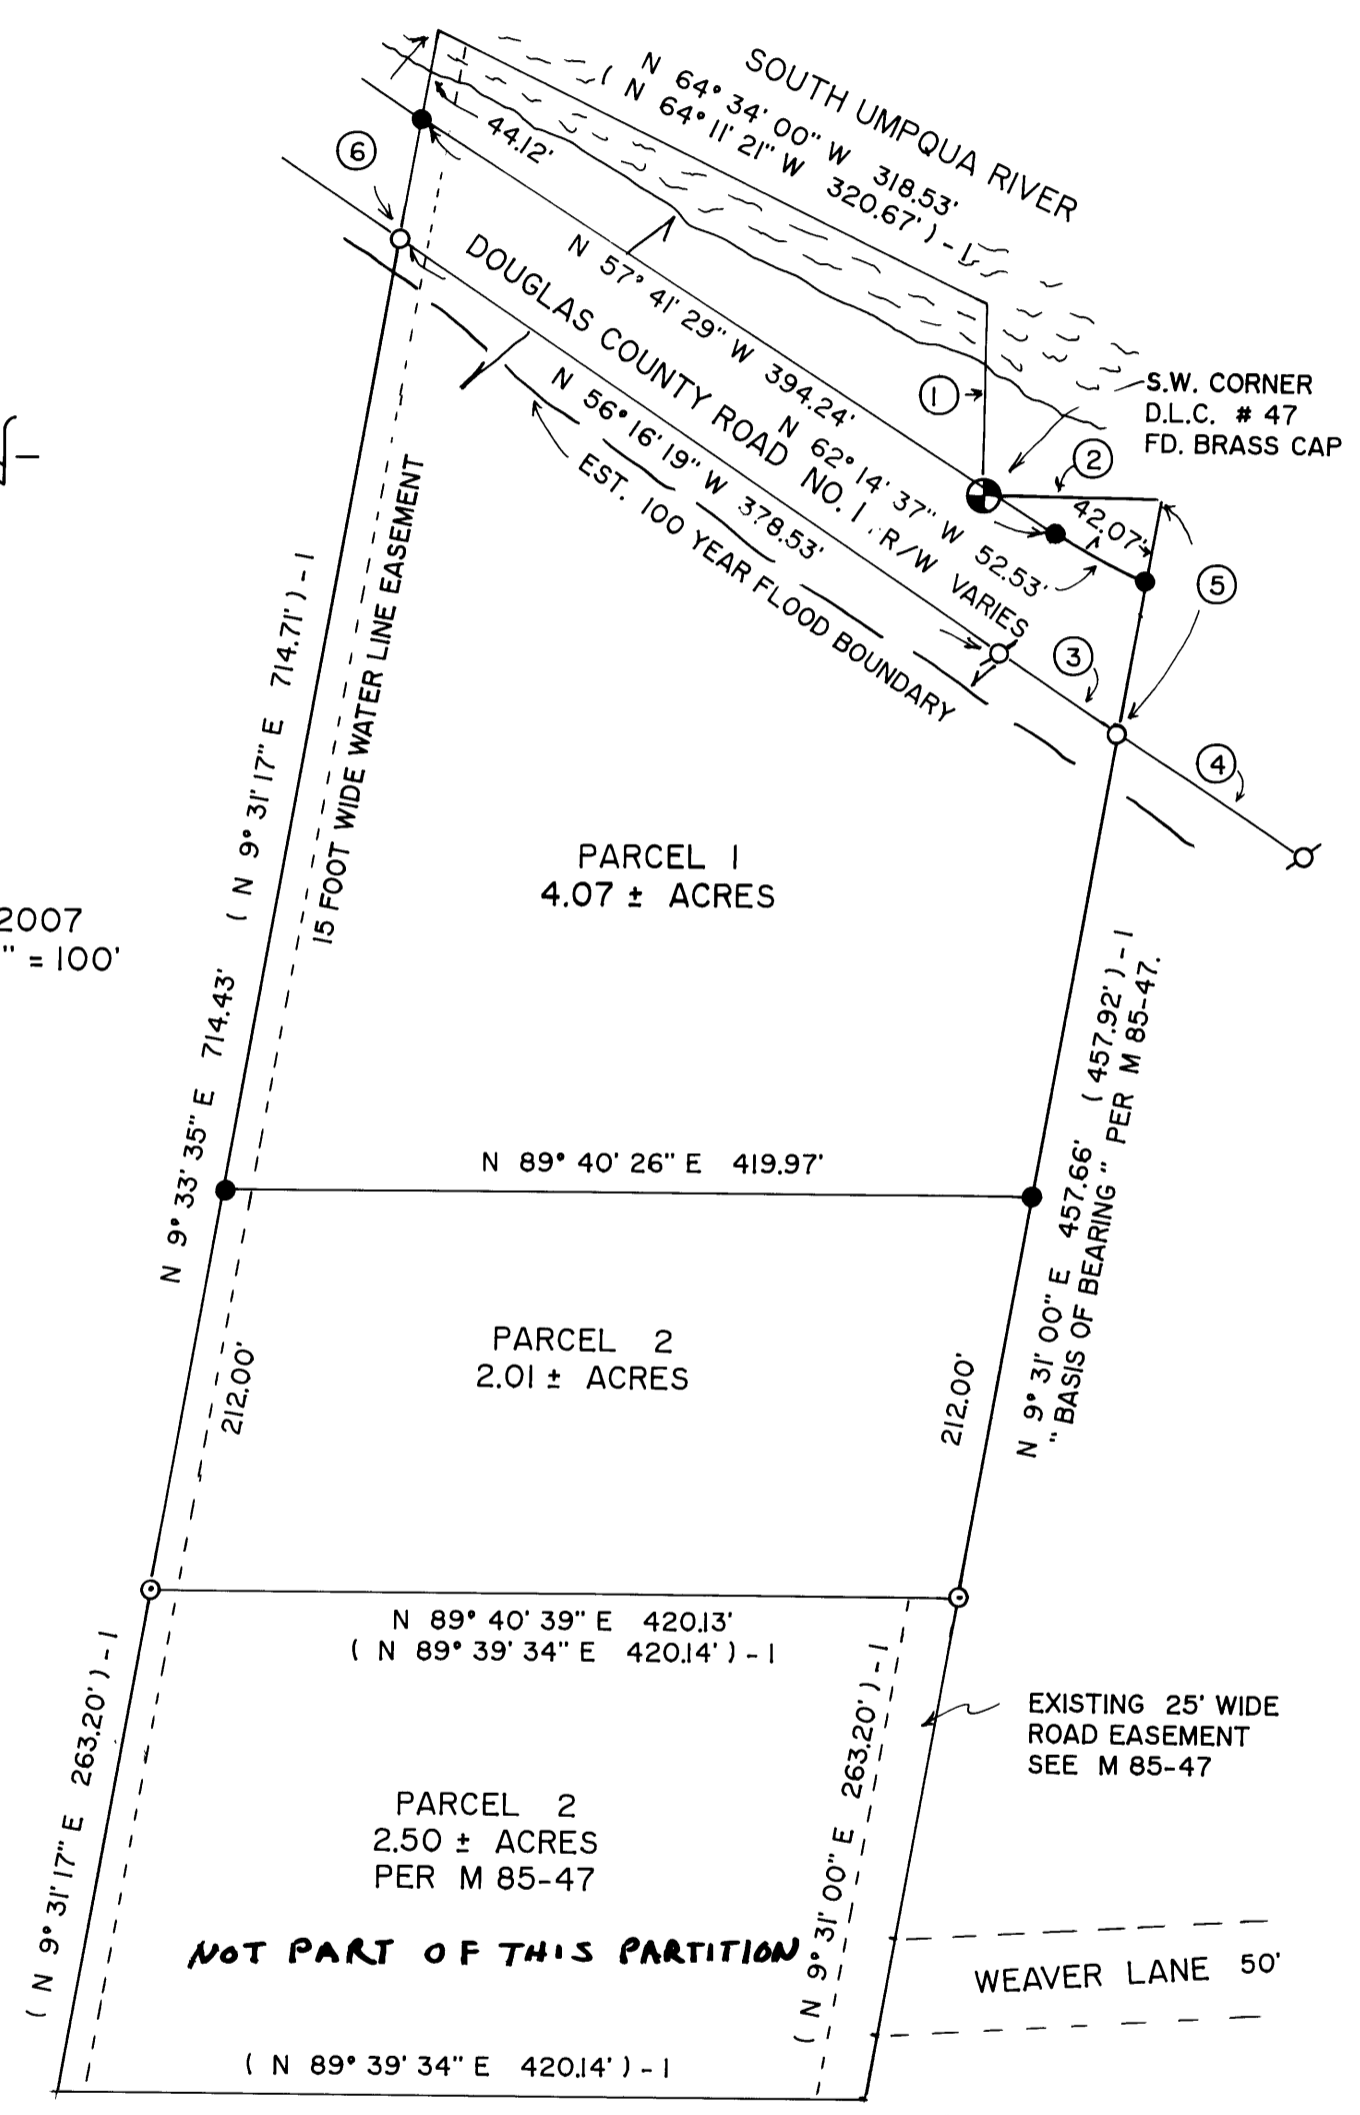 SOUTH UMPQUA RIVER
N 64° 34' 00" W 318.53'
( N 64° 11' 21" W 320.67' ) - 1
44.12'
6
N 57° 41' 29" W 394.24'
DOUGLAS COUNTY ROAD NO. 1 . R/W VARIES
N 62° 14' 37" W 52.53'
N 56° 16' 19" W 378.53'
EST. 100 YEAR FLOOD BOUNDARY
1
S.W. CORNER
D.L.C. # 47
FD. BRASS CAP
2
42.07'
5
3
4
15 FOOT WIDE WATER LINE EASEMENT
( N 9° 31' 17" E 714.71' ) - 1
N 9° 33' 35" E 714.43'
2007
" = 100'
PARCEL 1
4.07 ± ACRES
N 9° 31' 00" E 457.66' ( 457.92' ) - 1
" BASIS OF BEARING " PER M 85-47.
N 89° 40' 26" E 419.97'
PARCEL 2
2.01 ± ACRES
212.00'
212.00'
N 89° 40' 39" E 420.13'
( N 89° 39' 34" E 420.14' ) - 1
( N 9° 31' 17" E 263.20' ) - 1
( N 9° 31' 00" E 263.20' ) - 1
EXISTING 25' WIDE
ROAD EASEMENT
SEE M 85-47
PARCEL 2
2.50 ± ACRES
PER M 85-47
NOT PART OF THIS PARTITION
WEAVER LANE 50'
( N 89° 39' 34" E 420.14' ) - 1